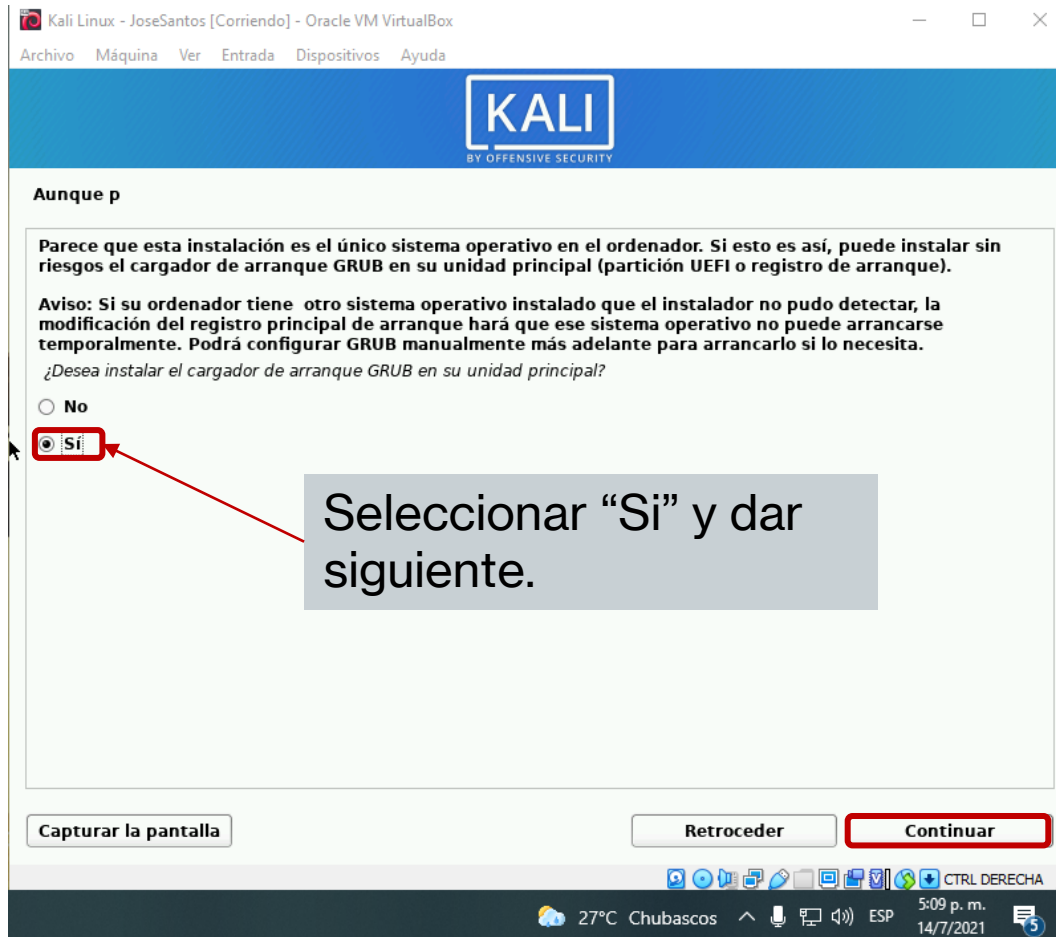 Kali Linux - JoseSantos [Corriendo] - Oracle VM VirtualBox
Archivo Máquina Ver Entrada Dispositivos Ayuda
KALI
BY OFFENSIVE SECURITY
Aunque p
Parece que esta instalación es el único sistema operativo en el ordenador. Si esto es así, puede instalar sin
riesgos el cargador de arranque GRUB en su unidad principal (partición UEFI o registro de arranque).
Aviso: Si su ordenador tiene otro sistema operativo instalado que el instalador no pudo detectar, la
modificación del registro principal de arranque hará que ese sistema operativo no puede arrancarse
temporalmente. Podrá configurar GRUB manualmente más adelante para arrancarlo si lo necesita.
¿Desea instalar el cargador de arranque GRUB en su unidad principal?
No
Sí
Seleccionar “Si” y dar
siguiente.
Capturar la pantalla Retroceder Continuar
CTRL DERECHA
27°C Chubascos ESP 5:09 p. m.
14/7/2021 5